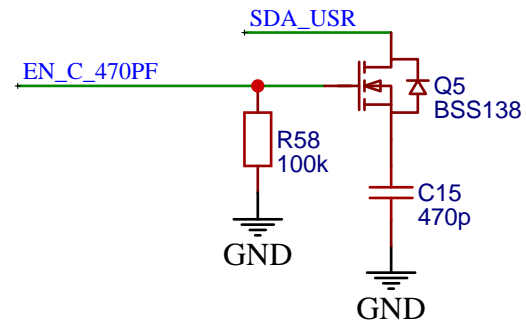 SDA_USR
EN_C_470PF
Q5
BSS138
R58
100k
C15
470p
GND
GND